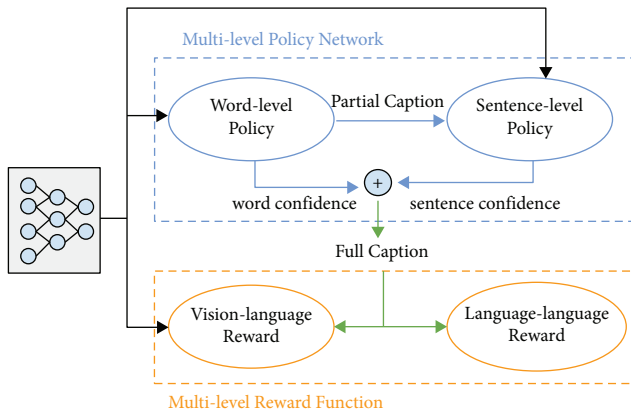 Multi-level Policy Network
Word-level
Policy
Partial Caption
Sentence-level
Policy
+
word confidence
sentence confidence
Full Caption
Vision-language
Reward
Language-language
Reward
Multi-level Reward Function